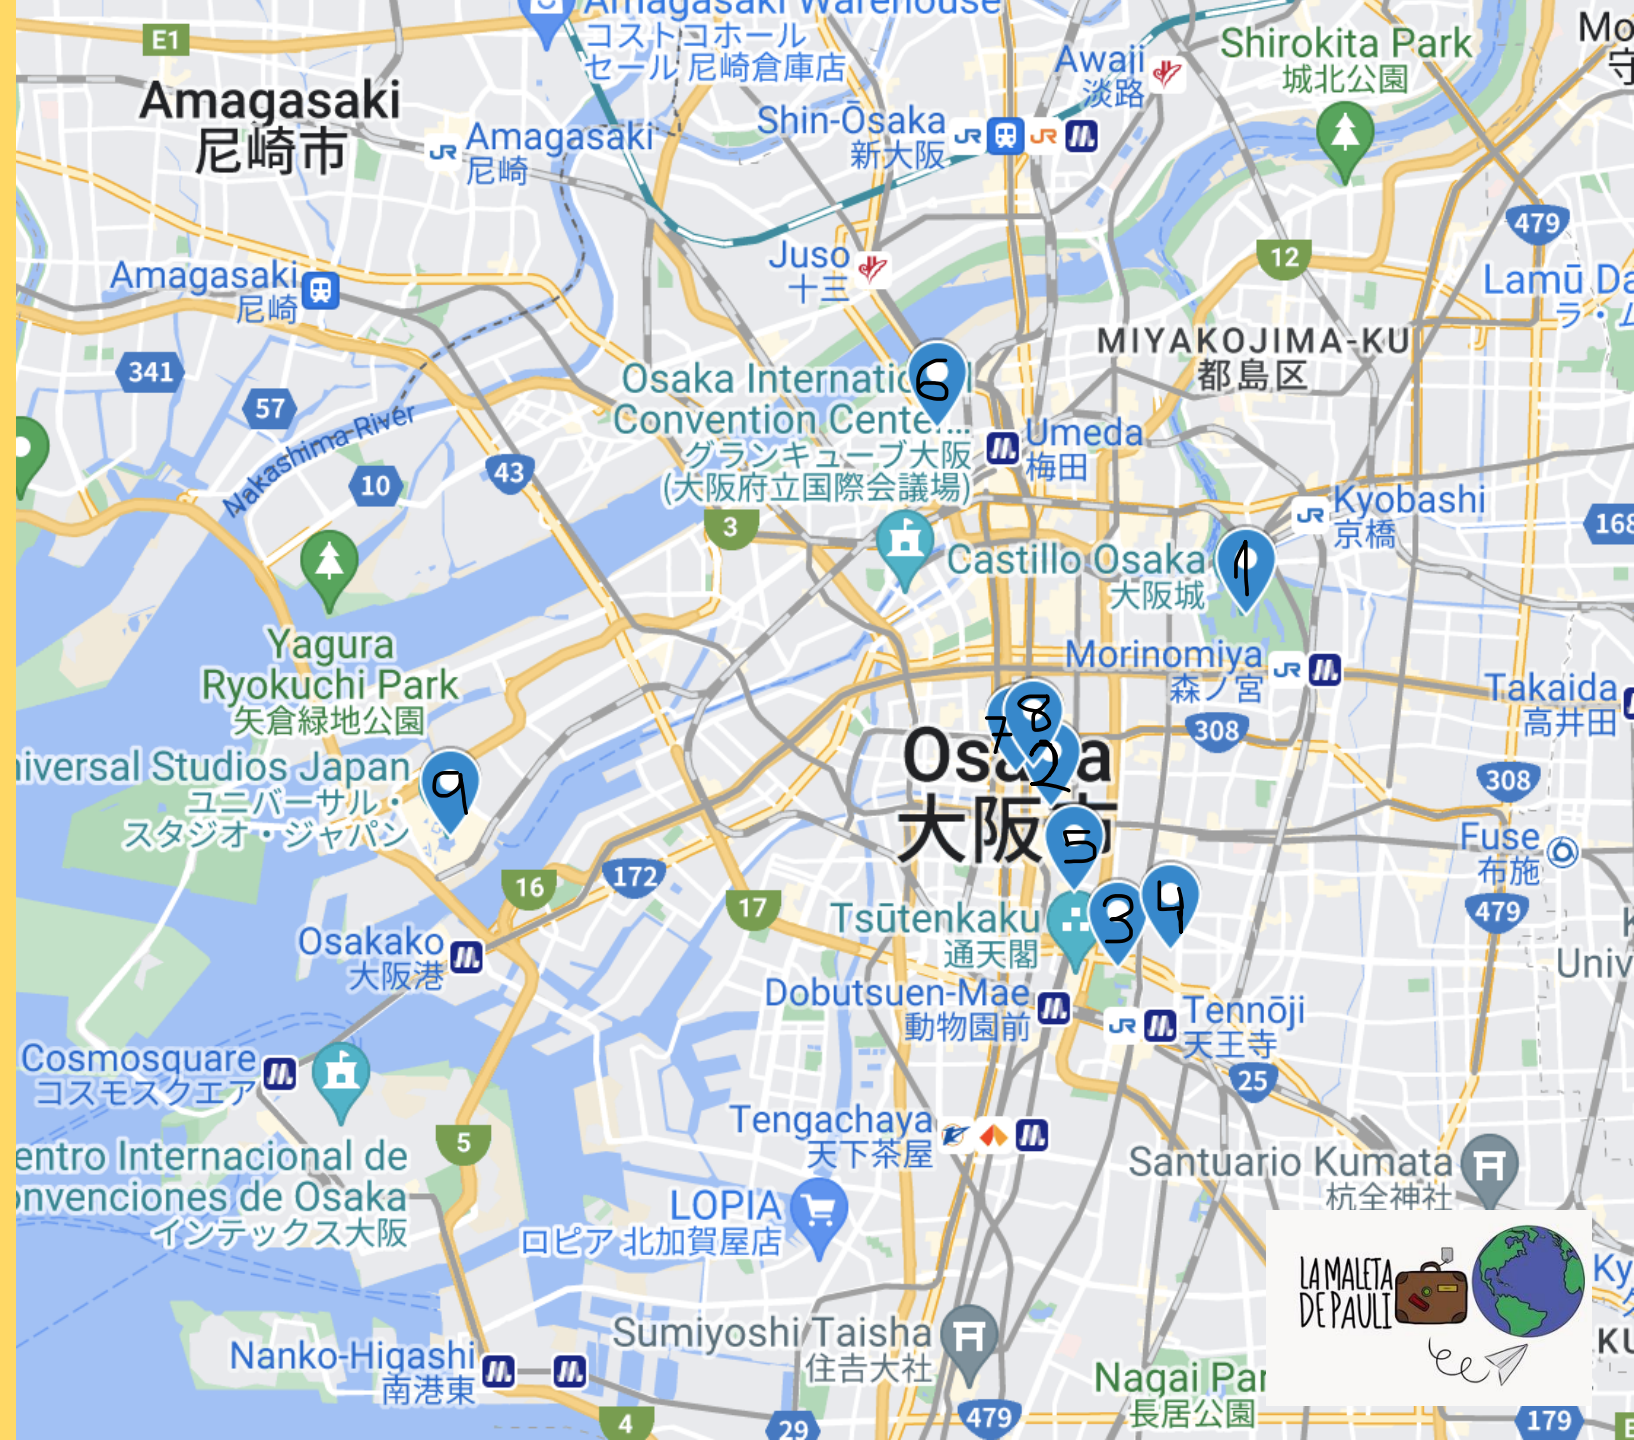 Amagasaki Warehouse
コストコホール
セール 尼崎倉庫店
E1
Amagasaki
尼崎市
JR Amagasaki
尼崎
Awaji
淡路
Shirokita Park
城北公園
Shin-Ōsaka
新大阪
JR
JR
479
12
Juso
十三
Amagasaki
尼崎
341
57
MIYAKOJIMA-KU
都島区
6
Osaka Internatio
Convention Cente...
グランキューブ大阪
(大阪府立国際会議場)
Umeda
梅田
Nakashima River
10
43
3
JR Kyobashi
京橋
168
Castillo Osaka
大阪城
1
Yagura
Ryokuchi Park
矢倉緑地公園
Morinomiya JR
森ノ宮
Takaida
高井田
308
7
8
2
Osaka
大阪市
niversal Studios Japan
ユニバーサル・
スタジオ・ジャパン
9
308
5
Fuse
布施
16
172
17
3
4
479
Tsūtenkaku
通天閣
Osakako
大阪港
Univ
Dobutsuen-Mae
動物園前
JR Tennōji
天王寺
Cosmosquare
コスモスクエア
25
5
Tengachaya
天下茶屋
entro Internacional de
onvenciones de Osaka
インテックス大阪
Santuario Kumata
杭全神社
LOPIA
ロピア 北加賀屋店
LA MALETA
DE PAULI
Sumiyoshi Taisha
住吉大社
Nanko-Higashi
南港東
Nagai Par
長居公園
4
29
479
179